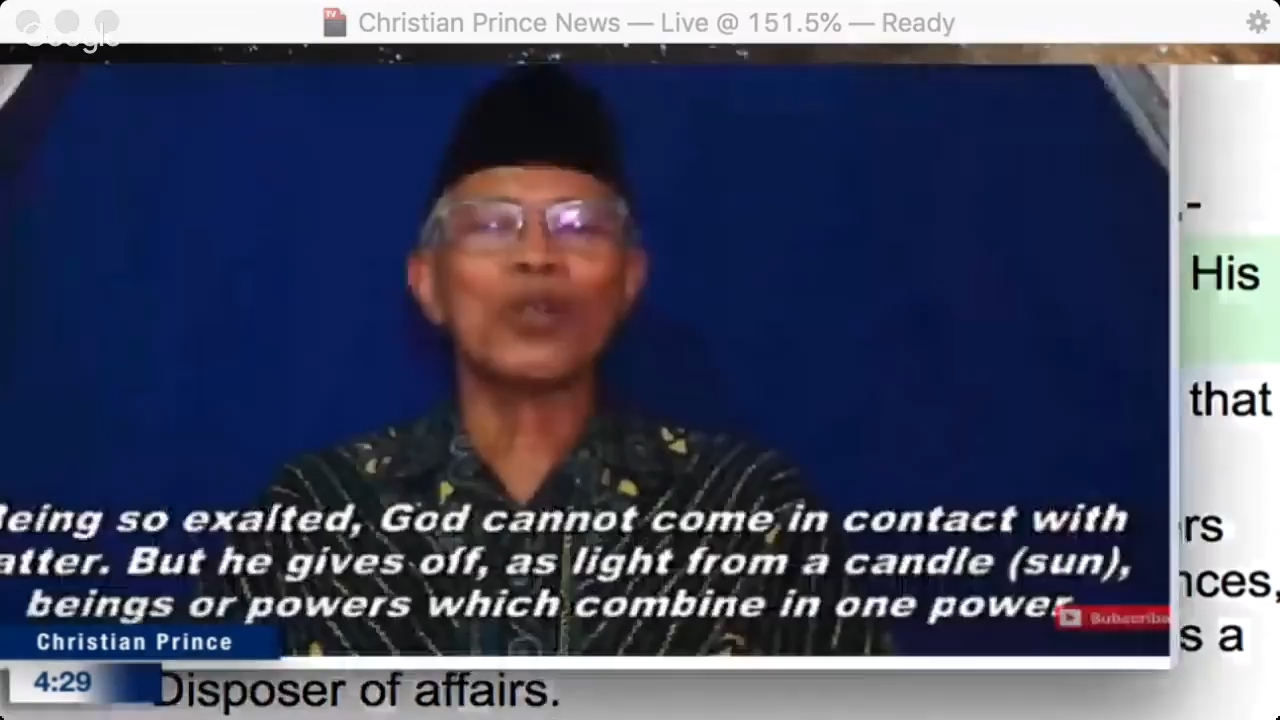 Christian Prince News — Live @ 151.5% — Ready
Google
His
that
eing so exalted, God cannot come in contact with
atter. But he gives off, as light from a candle (sun),
beings or powers which combine in one power.
rs
nces,
Subscribe
s a
Christian Prince
4:29
Disposer of affairs.